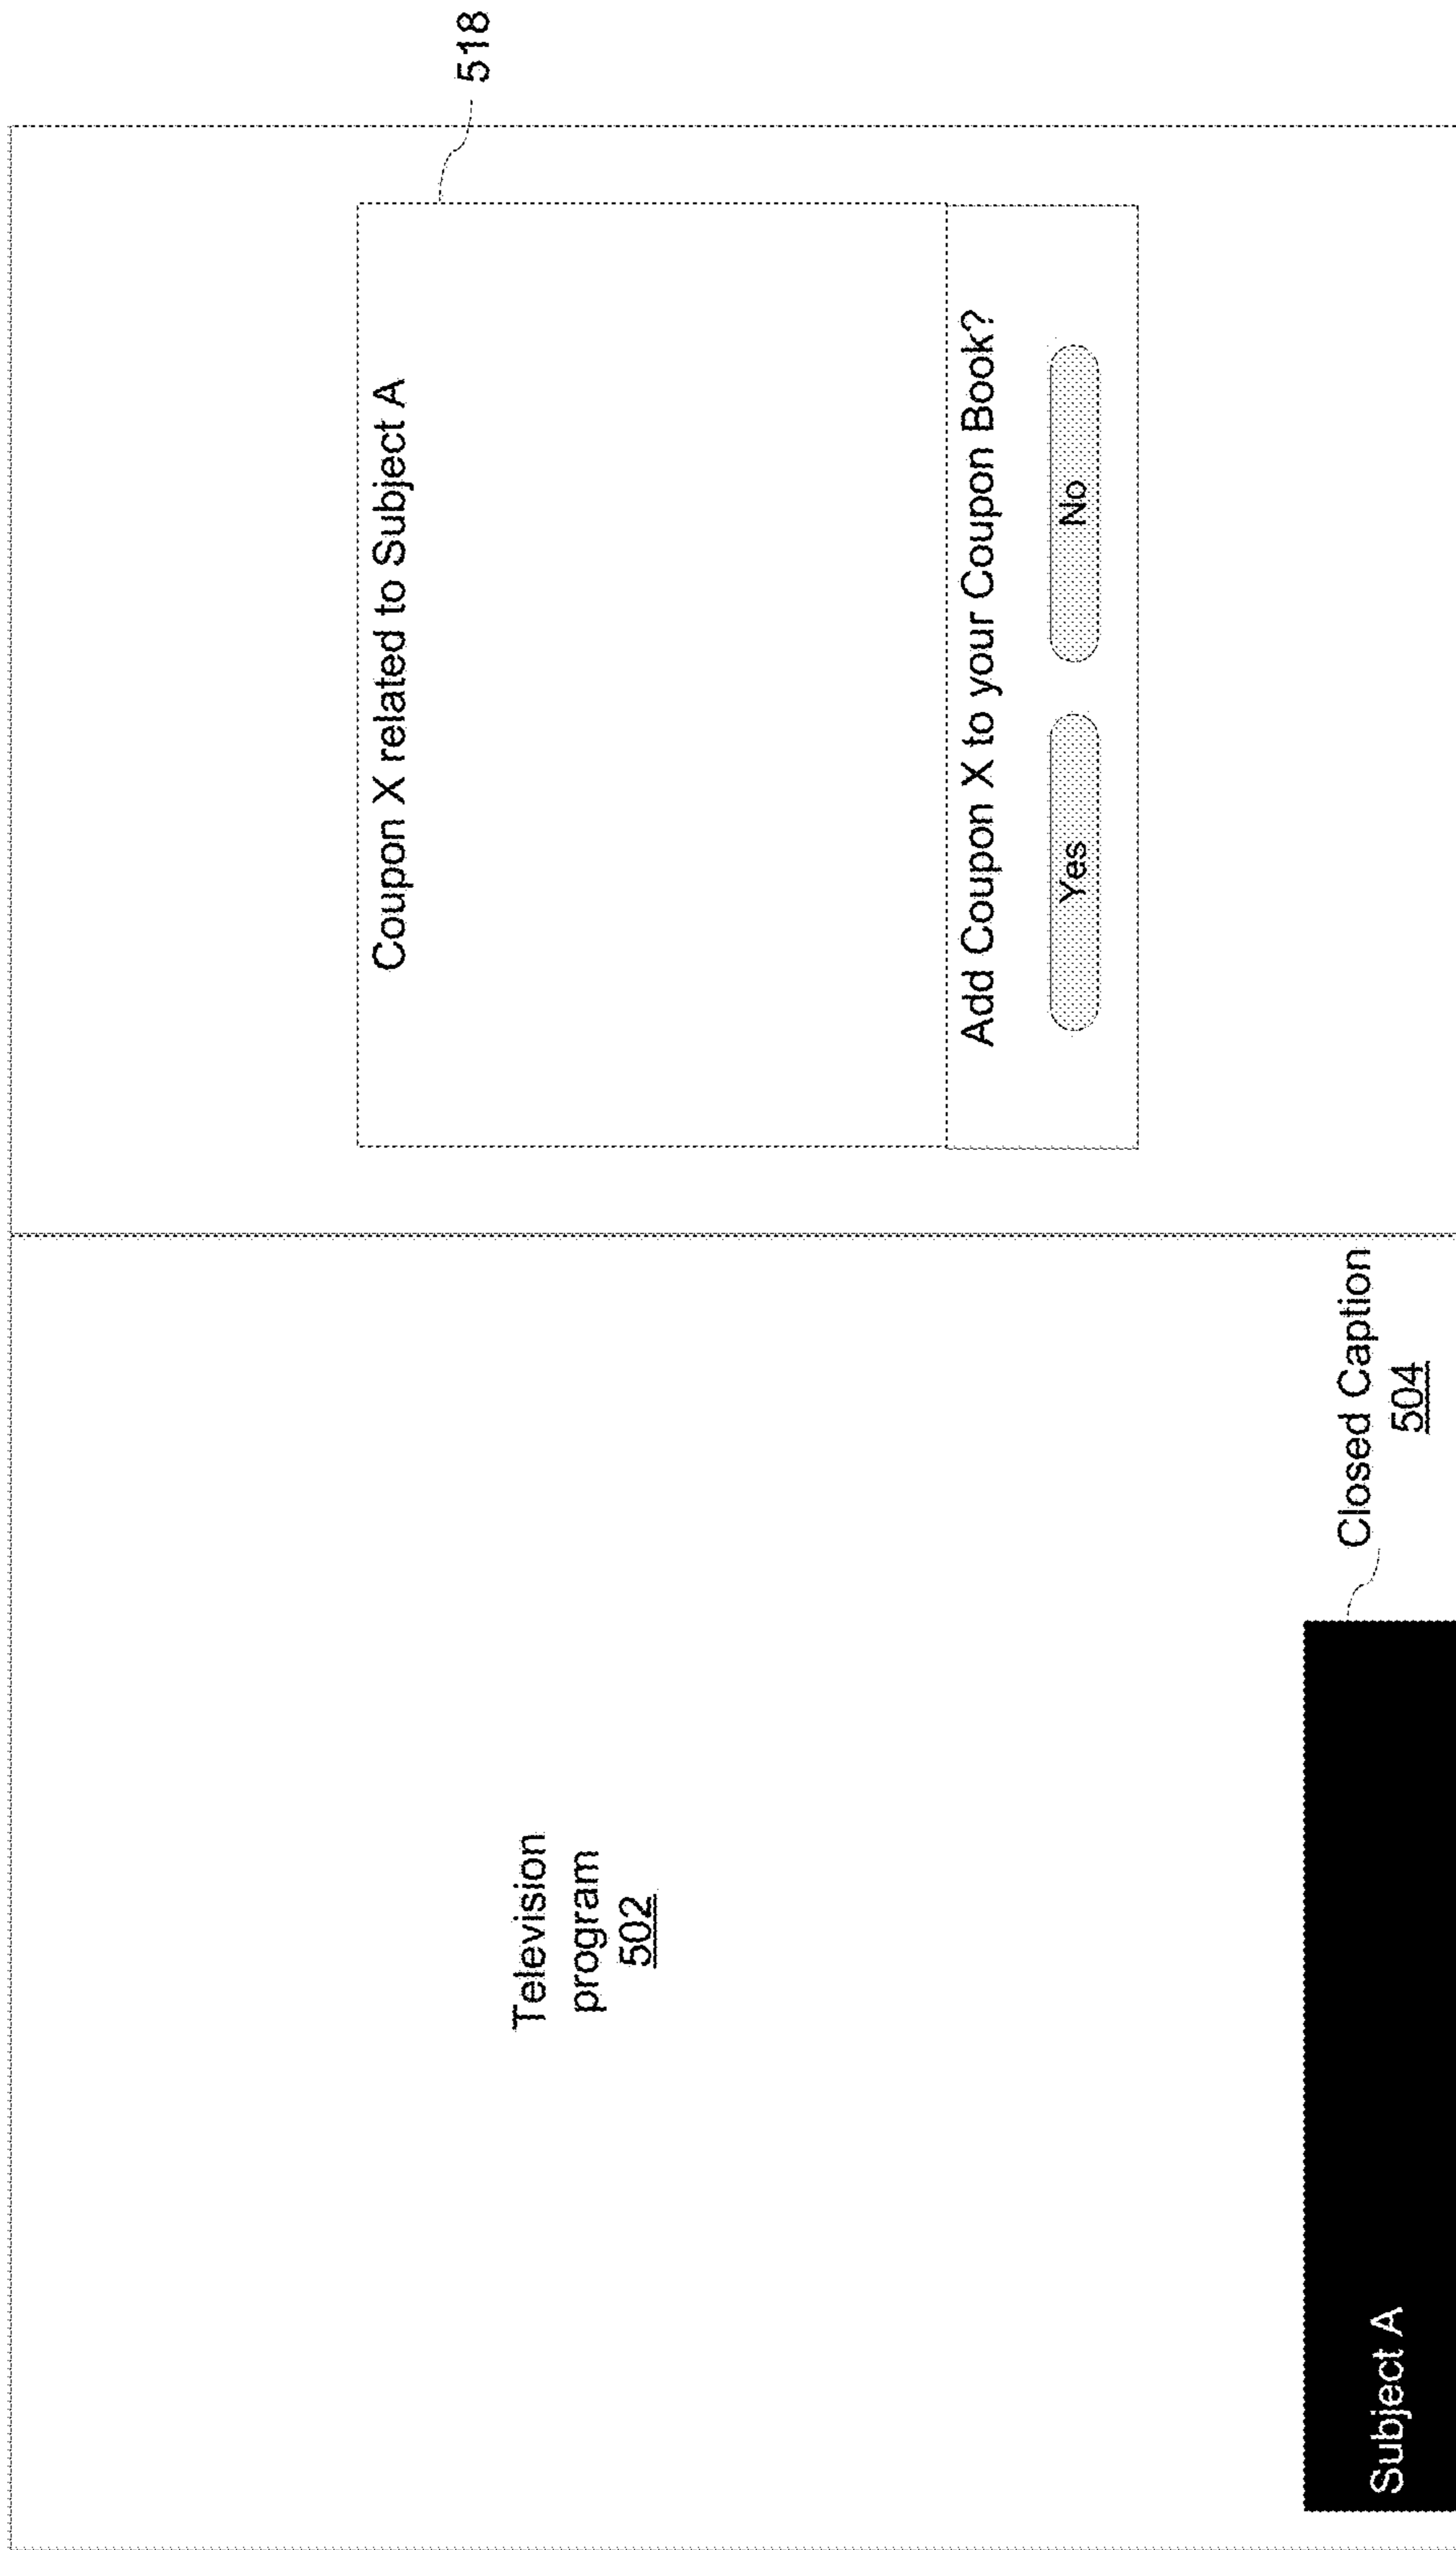 Television
program
502
Closed Caption
504
Subject A
518
Coupon X related to Subject A
Add Coupon X to your Coupon Book?
Yes
No